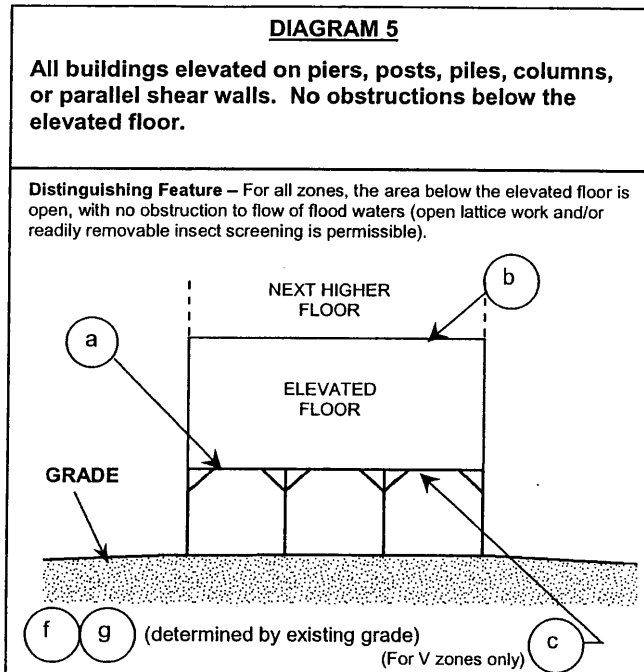 DIAGRAM 5
All buildings elevated on piers, posts, piles, columns,
or parallel shear walls. No obstructions below the
elevated floor.
Distinguishing Feature – For all zones, the area below the elevated floor is
open, with no obstruction to flow of flood waters (open lattice work and/or
readily removable insect screening is permissible).
b
NEXT HIGHER
FLOOR
a
ELEVATED
FLOOR
GRADE
f g (determined by existing grade)
c
(For V zones only)